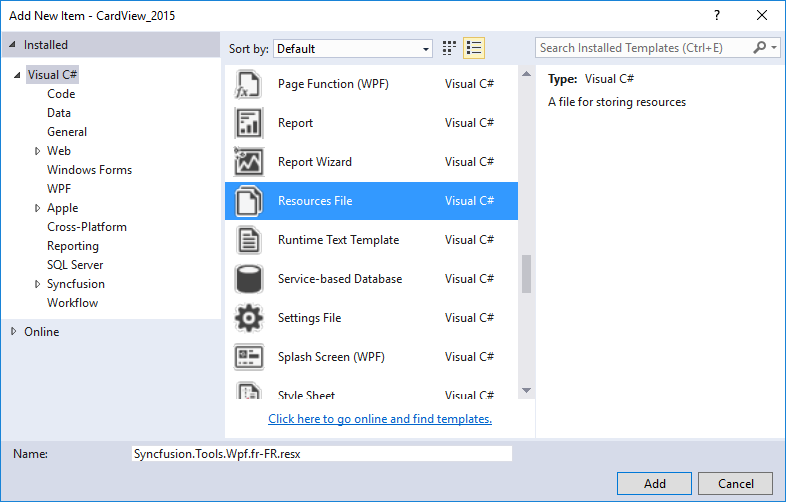 Add New Item - CardView_2015
Installed
Sort by: Default
Search Installed Templates (Ctrl+E)
Visual C#
Code
Data
General
Web
Windows Forms
WPF
Apple
Cross-Platform
Reporting
SQL Server
Syncfusion
Workflow
Online
Page Function (WPF) Visual C#
Report Visual C#
Report Wizard Visual C#
Resources File Visual C#
Runtime Text Template Visual C#
Service-based Database Visual C#
Settings File Visual C#
Splash Screen (WPF) Visual C#
Style Sheet Visual C#
Click here to go online and find templates.
Type: Visual C#
A file for storing resources
Name: Syncfusion.Tools.Wpf.fr-FR.resx
Add Cancel